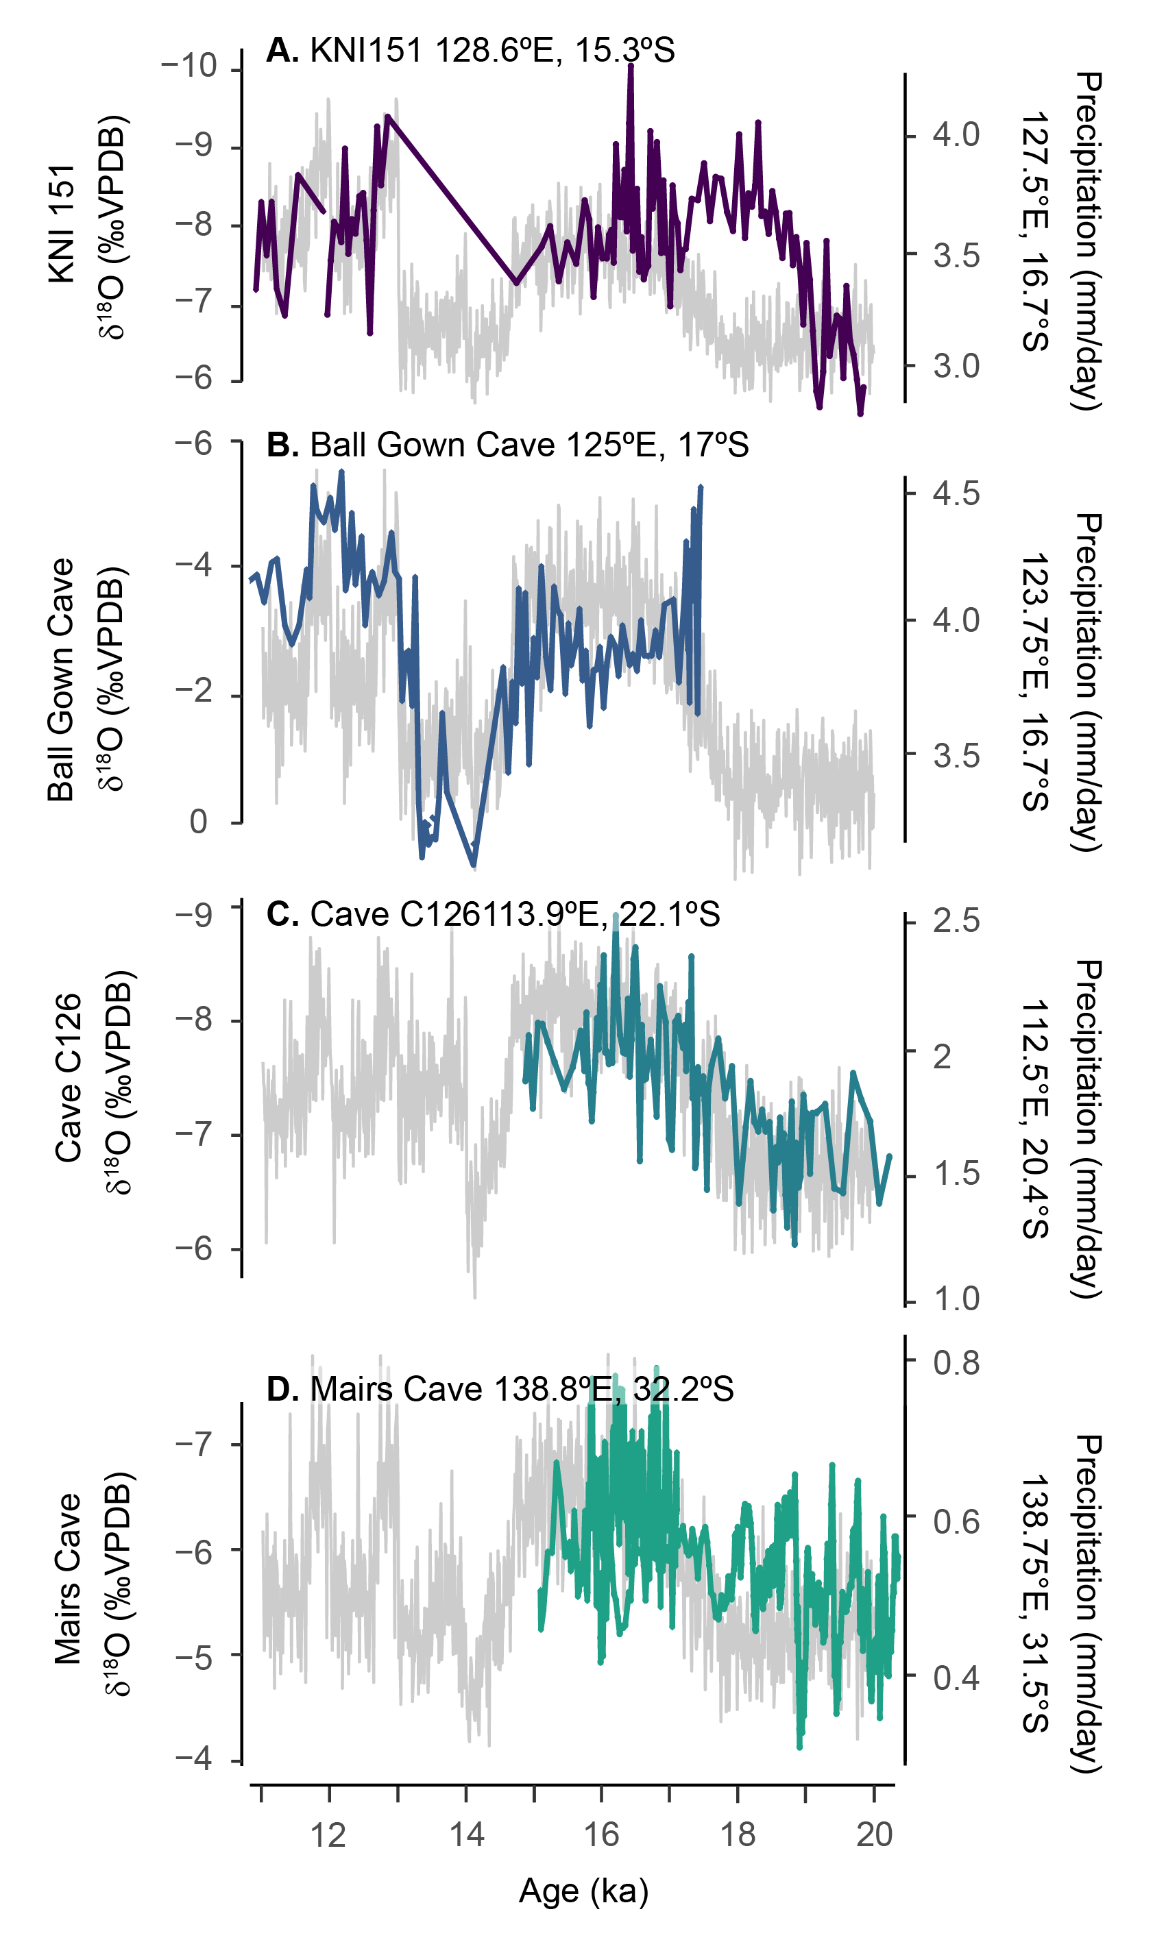 A. KNI151 128.6ºE, 15.3ºS
KNI 151
δ¹⁸O (‰VPDB)
−10
−9
−8
−7
−6
4.0
3.5
3.0
Precipitation (mm/day)
127.5°E, 16.7°S
B. Ball Gown Cave 125ºE, 17ºS
Ball Gown Cave
δ¹⁸O (‰VPDB)
−6
−4
−2
0
4.5
4.0
3.5
Precipitation (mm/day)
123.75°E, 16.7°S
C. Cave C126113.9ºE, 22.1ºS
Cave C126
δ¹⁸O (‰VPDB)
−9
−8
−7
−6
2.5
2
1.5
1.0
Precipitation (mm/day)
112.5°E, 20.4°S
D. Mairs Cave 138.8ºE, 32.2ºS
Mairs Cave
δ¹⁸O (‰VPDB)
−7
−6
−5
−4
0.8
0.6
0.4
Precipitation (mm/day)
138.75°E, 31.5°S
12 14 16 18 20
Age (ka)